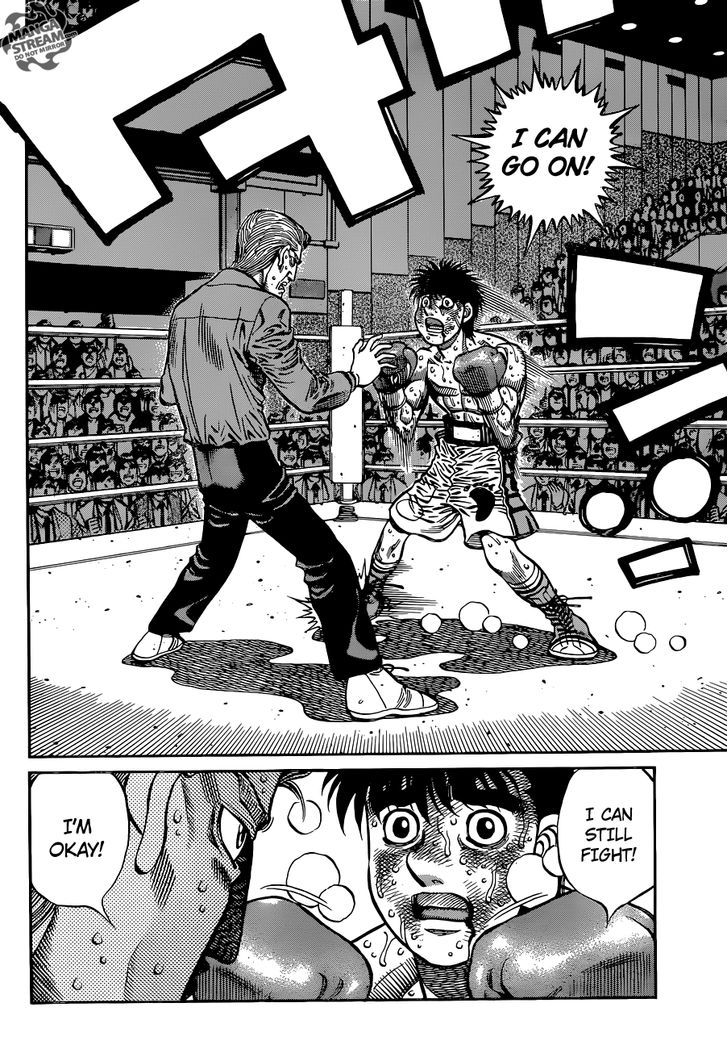 MANGA
STREAM
DO NOT MIRROR
I CAN
GO ON!
I CAN
STILL
FIGHT!
I'M
OKAY!